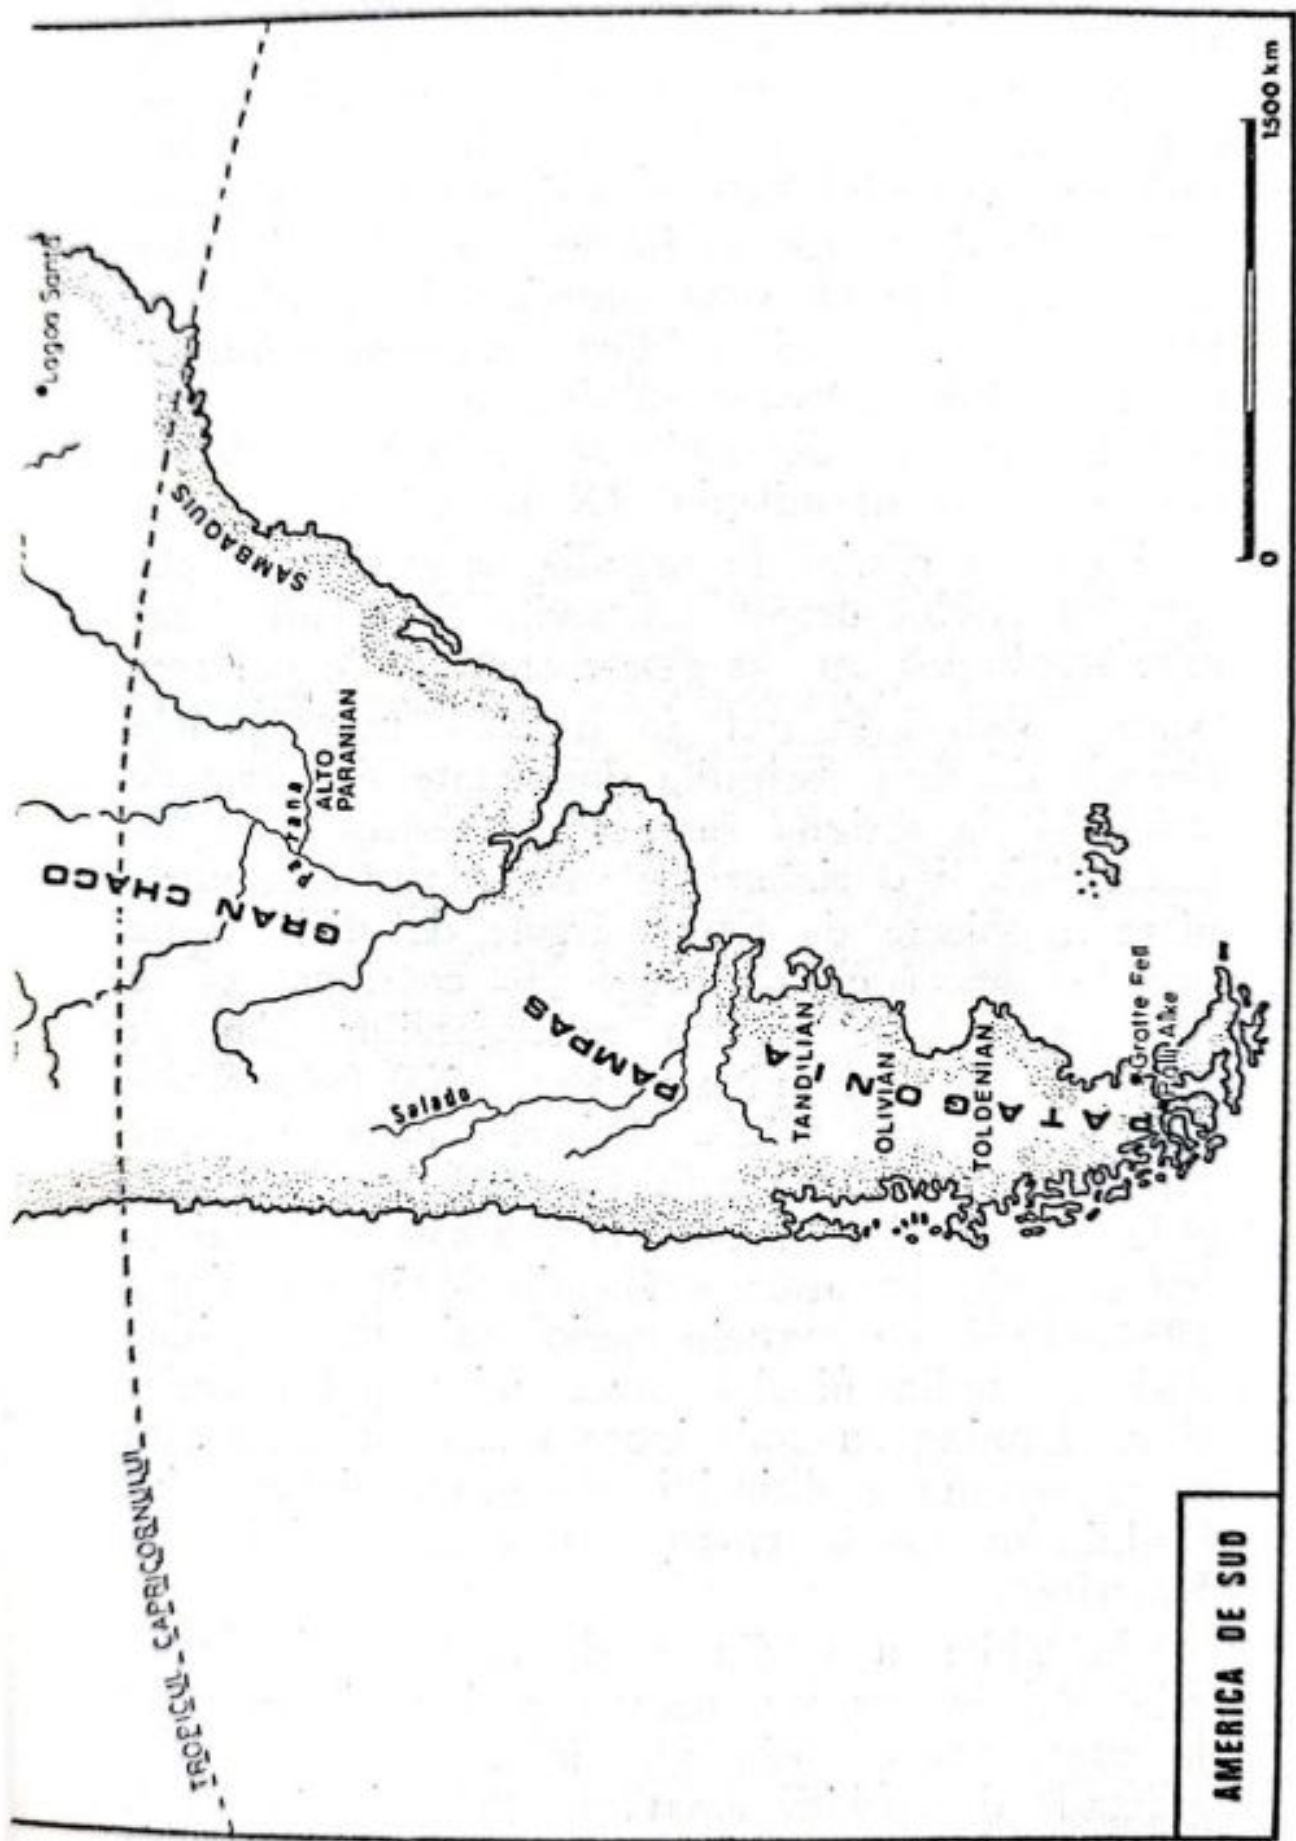 Lagoa Santa
TROPICUL CAPRICORNULUI
SAMBAQUIS
GRAN CHACO
Parana
ALTO
PARANIAN
Salado
PAMPAS
PATAGONIA
TANDILIAN
OLIVIAN
TOLDENIAN
Grotte Fell
Palli Aike
0 1500 km
AMERICA DE SUD